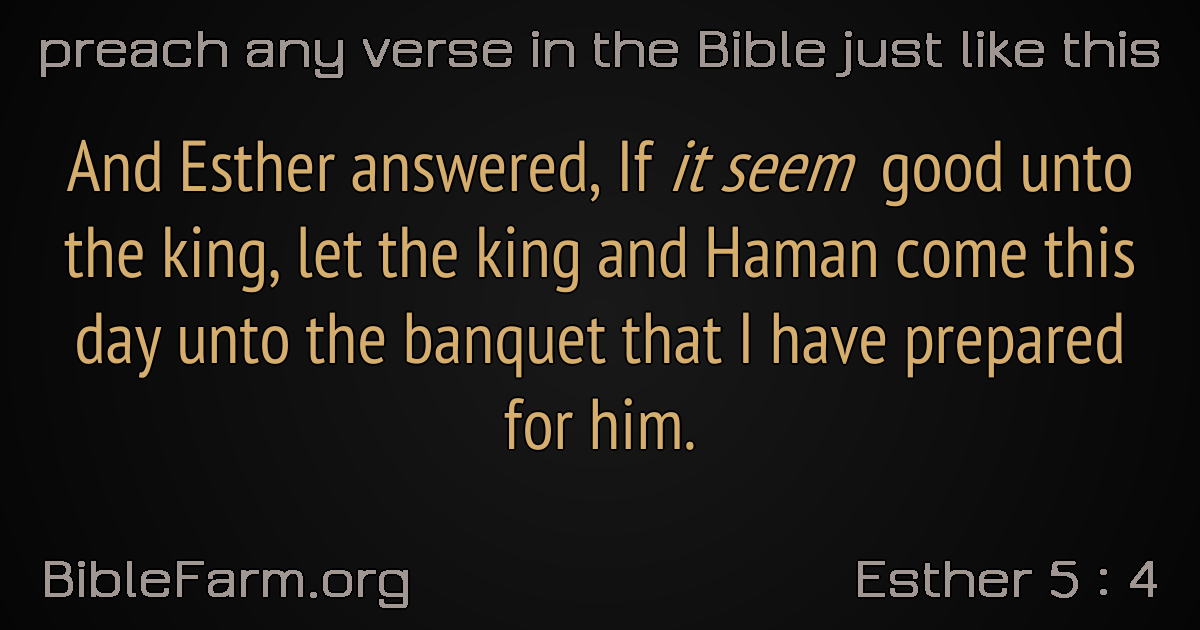 preach any verse in the Bible just like this
And Esther answered, If it seem good unto
the king, let the king and Haman come this
day unto the banquet that I have prepared
for him.
BibleFarm.org
Esther 5 : 4